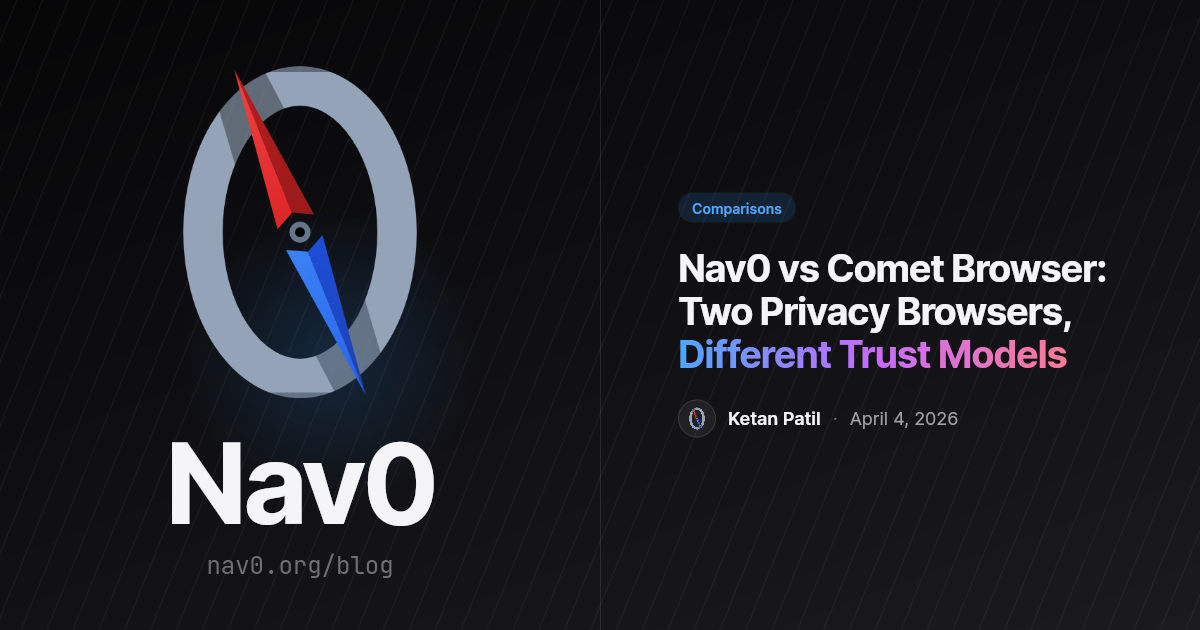 Nav0
nav0.org/blog
Comparisons
Nav0 vs Comet Browser:
Two Privacy Browsers,
Different Trust Models
Ketan Patil · April 4, 2026